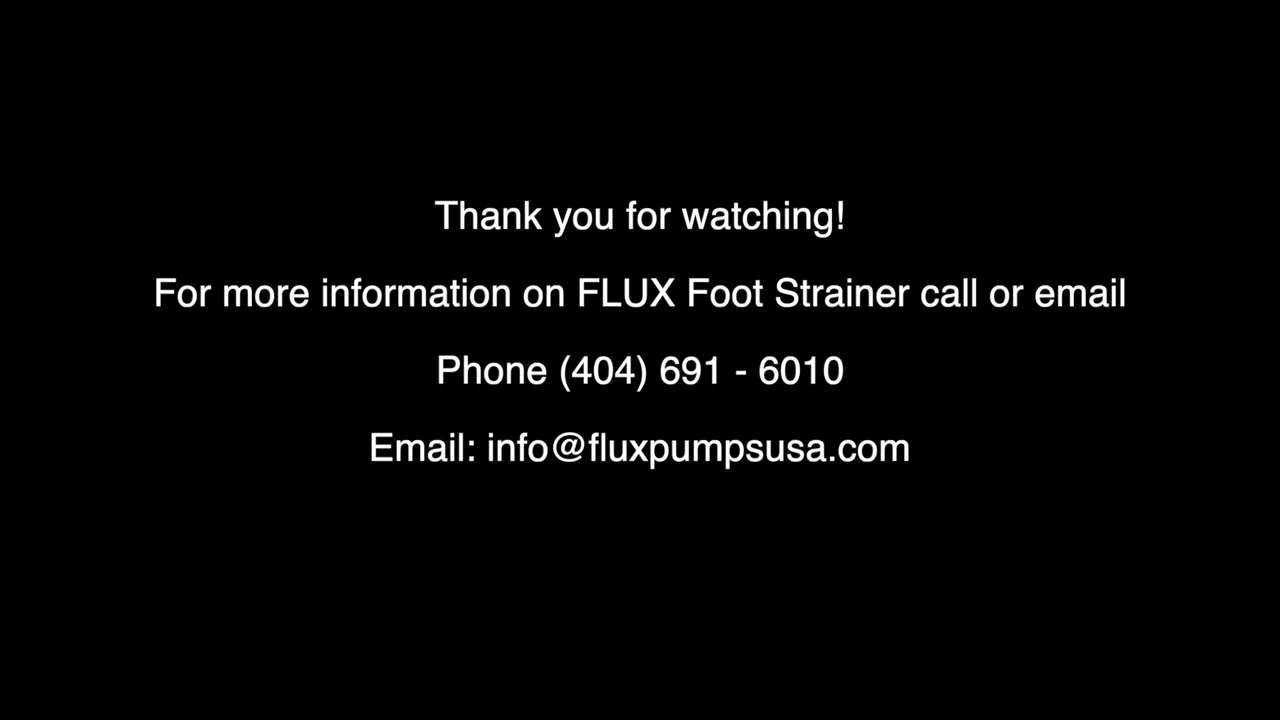 Thank you for watching!
For more information on FLUX Foot Strainer call or email
Phone (404) 691 - 6010
Email: info@fluxpumpsusa.com